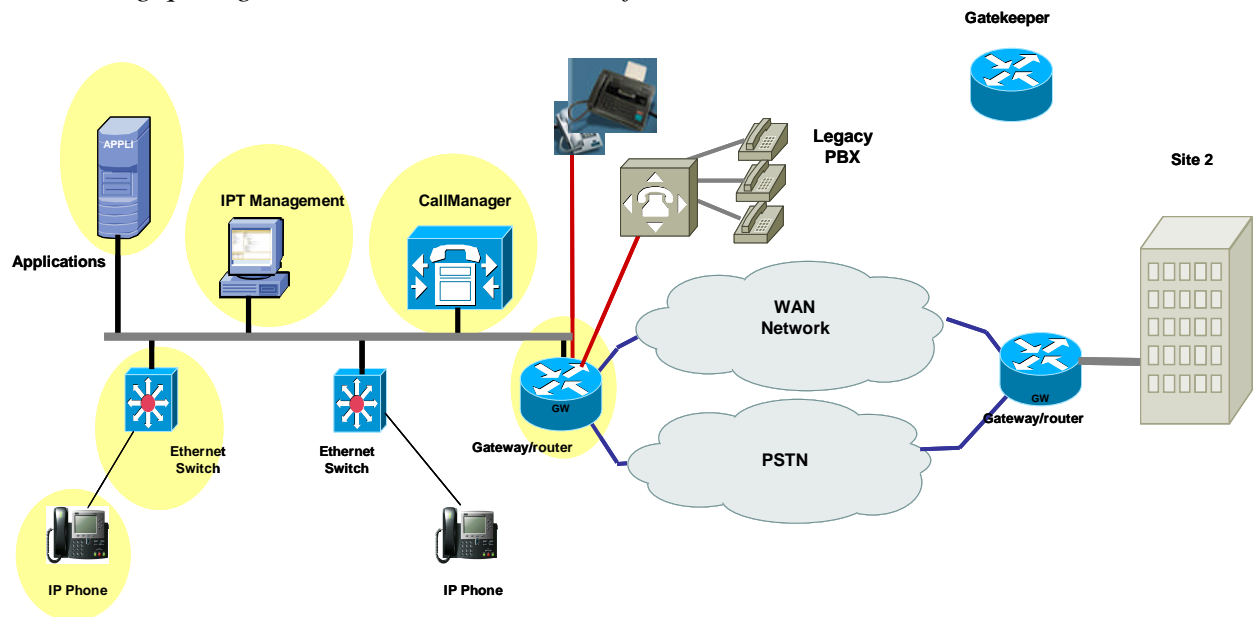 Gatekeeper
APPLI
Legacy
PBX
Site 2
IPT Management
CallManager
Applications
WAN
Network
GW
Gateway/router
GW
Gateway/router
Ethernet
Switch
Ethernet
Switch
PSTN
IP Phone
IP Phone